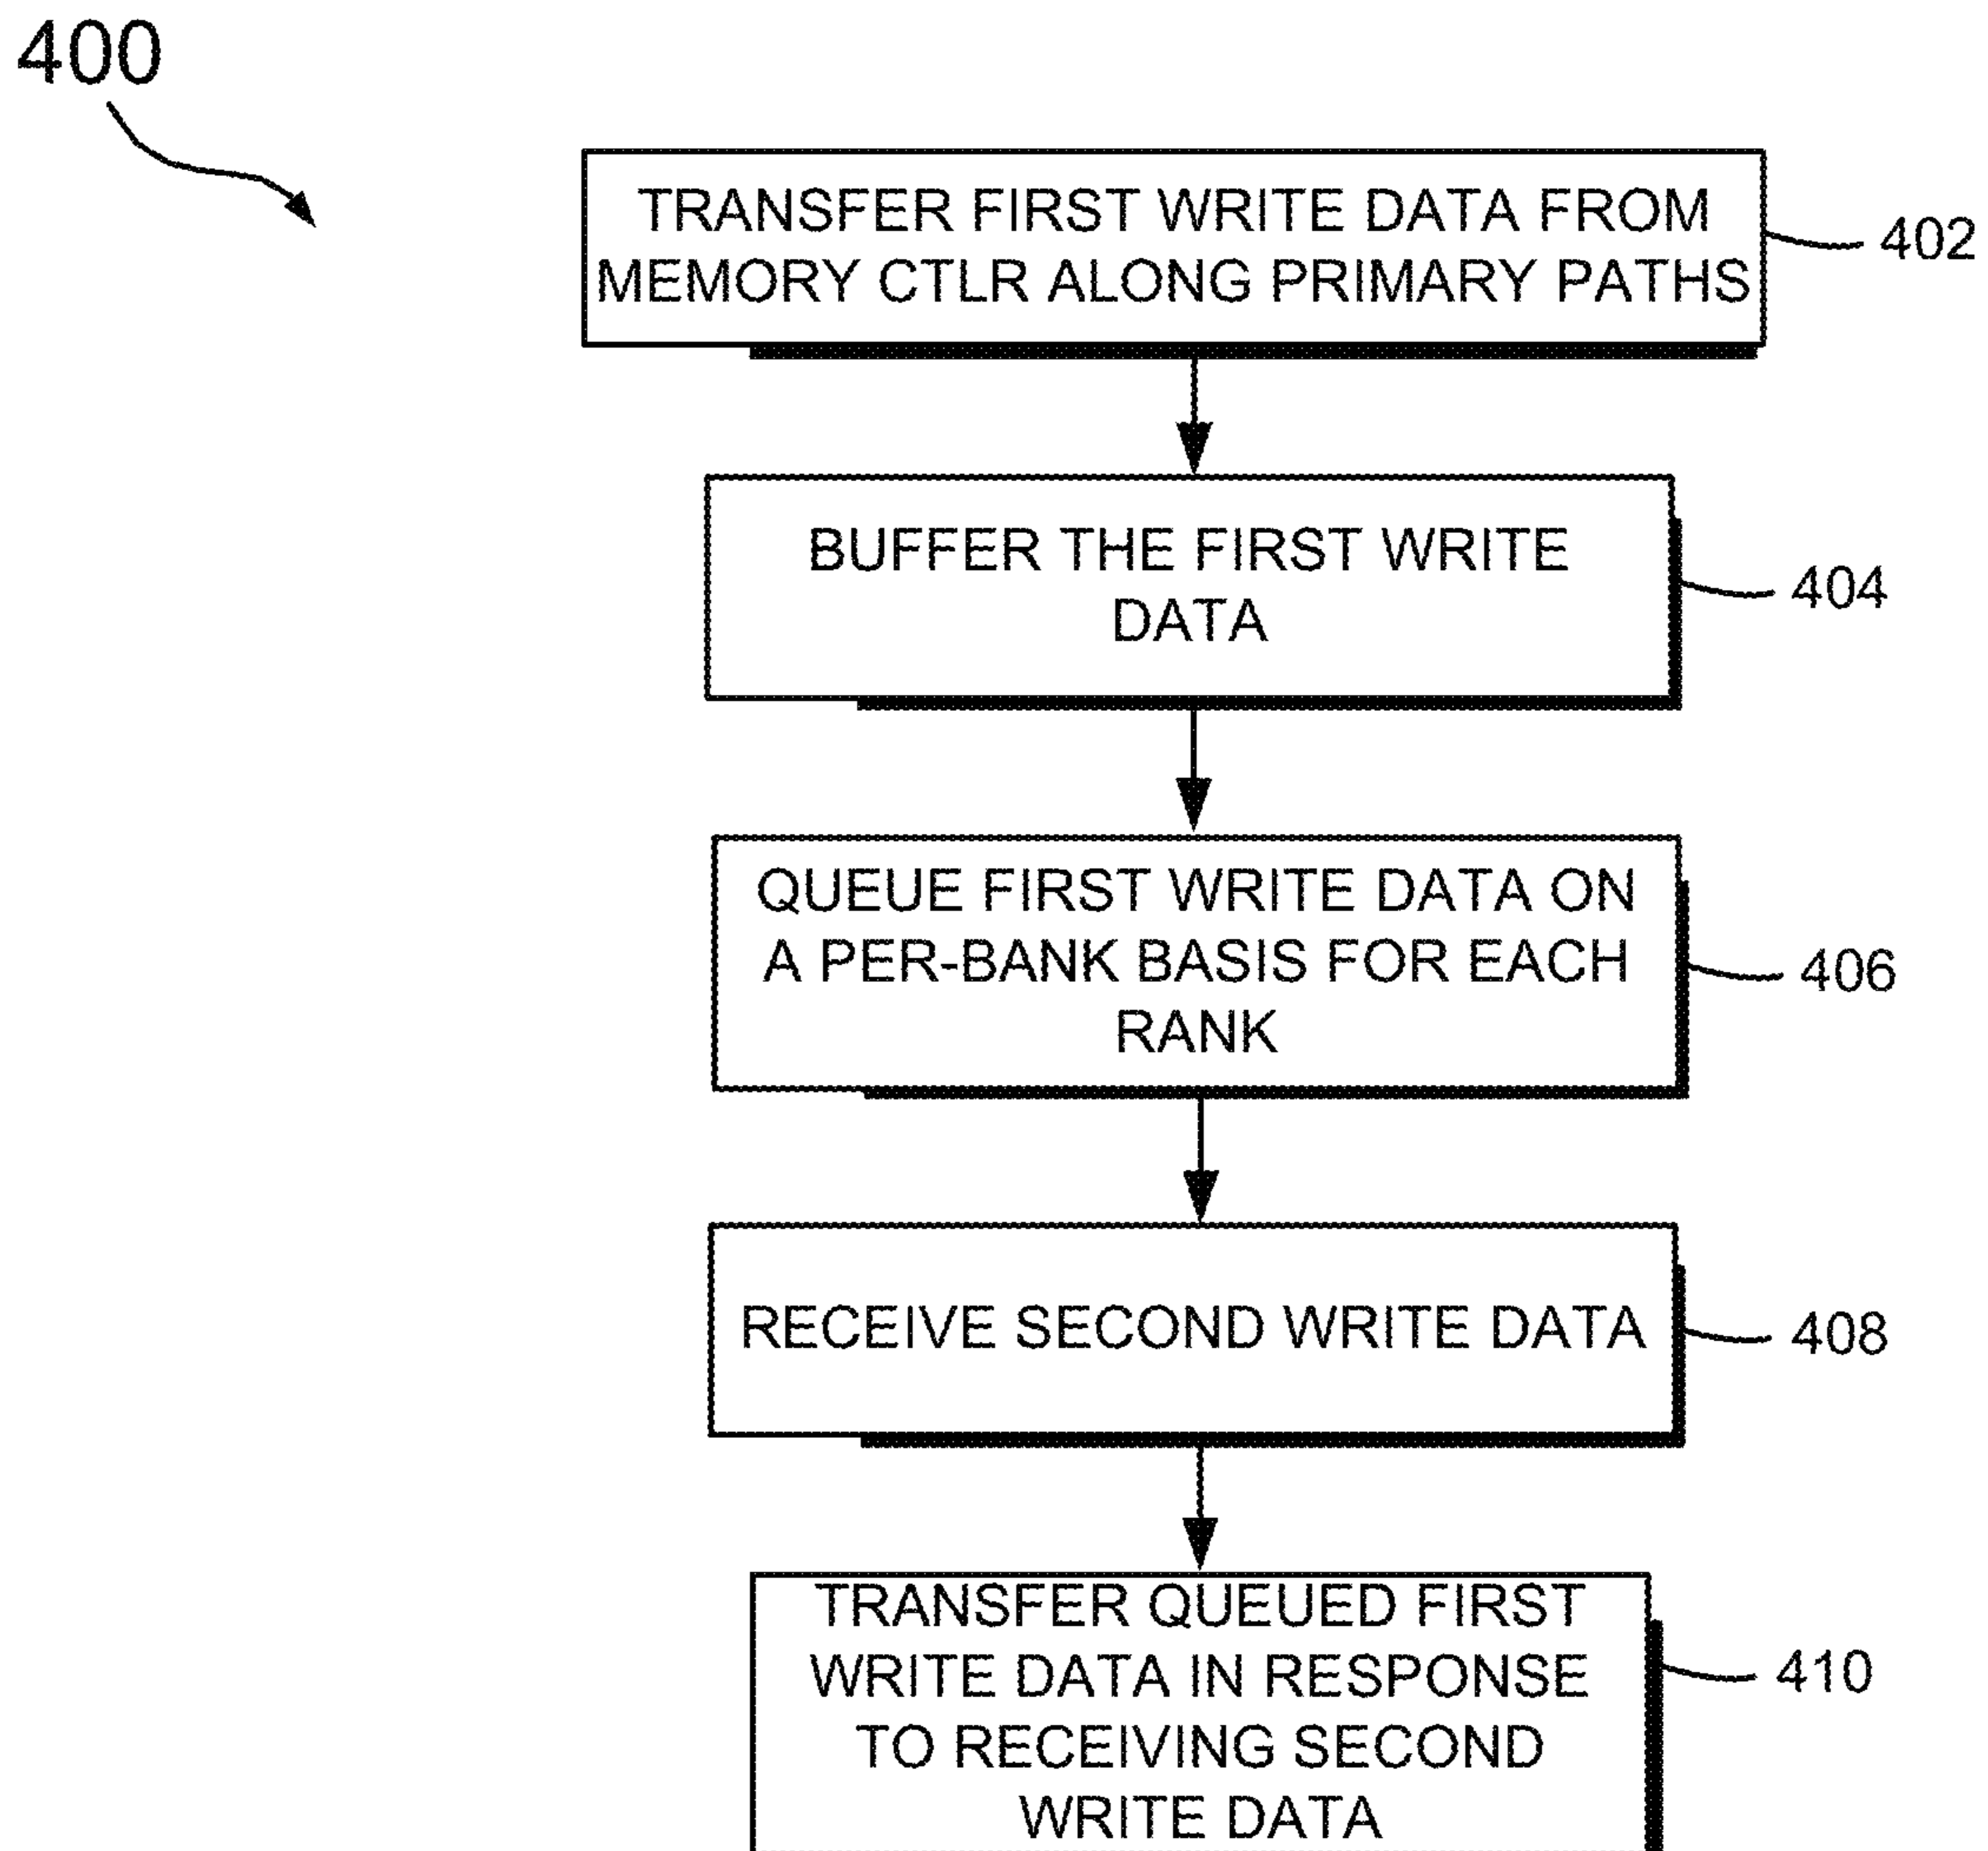 400
TRANSFER FIRST WRITE DATA FROM
MEMORY CTLR ALONG PRIMARY PATHS
402
BUFFER THE FIRST WRITE
DATA
404
QUEUE FIRST WRITE DATA ON
A PER-BANK BASIS FOR EACH
RANK
406
RECEIVE SECOND WRITE DATA
408
TRANSFER QUEUED FIRST
WRITE DATA IN RESPONSE
TO RECEIVING SECOND
WRITE DATA
410